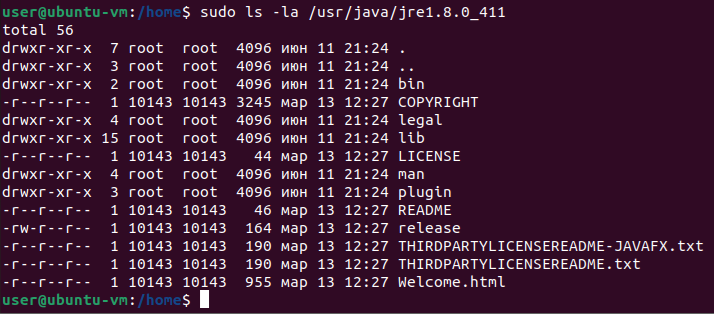 user@ubuntu-vm:/home$ sudo ls -la /usr/java/jre1.8.0_411
total 56
drwxr-xr-x  7 root  root  4096 июн 11 21:24 .
drwxr-xr-x  3 root  root  4096 июн 11 21:24 ..
drwxr-xr-x  2 root  root  4096 июн 11 21:24 bin
-r--r--r--  1 10143 10143 3245 мар 13 12:27 COPYRIGHT
drwxr-xr-x  4 root  root  4096 июн 11 21:24 legal
drwxr-xr-x 15 root  root  4096 июн 11 21:24 lib
-r--r--r--  1 10143 10143   44 мар 13 12:27 LICENSE
drwxr-xr-x  4 root  root  4096 июн 11 21:24 man
drwxr-xr-x  3 root  root  4096 июн 11 21:24 plugin
-r--r--r--  1 10143 10143   46 мар 13 12:27 README
-rw-r--r--  1 10143 10143  164 мар 13 12:27 release
-r--r--r--  1 10143 10143  190 мар 13 12:27 THIRDPARTYLICENSEREADME-JAVAFX.txt
-r--r--r--  1 10143 10143  190 мар 13 12:27 THIRDPARTYLICENSEREADME.txt
-r--r--r--  1 10143 10143  955 мар 13 12:27 Welcome.html
user@ubuntu-vm:/home$